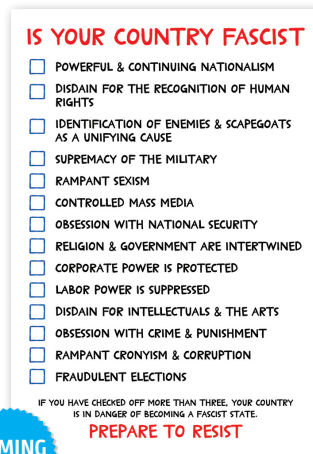 IS YOUR COUNTRY FASCIST
POWERFUL & CONTINUING NATIONALISM
DISDAIN FOR THE RECOGNITION OF HUMAN
RIGHTS
IDENTIFICATION OF ENEMIES & SCAPEGOATS
AS A UNIFYING CAUSE
SUPREMACY OF THE MILITARY
RAMPANT SEXISM
CONTROLLED MASS MEDIA
OBSESSION WITH NATIONAL SECURITY
RELIGION & GOVERNMENT ARE INTERTWINED
CORPORATE POWER IS PROTECTED
LABOR POWER IS SUPPRESSED
DISDAIN FOR INTELLECTUALS & THE ARTS
OBSESSION WITH CRIME & PUNISHMENT
RAMPANT CRONYISM & CORRUPTION
FRAUDULENT ELECTIONS
IF YOU HAVE CHECKED OFF MORE THAN THREE, YOUR COUNTRY
IS IN DANGER OF BECOMING A FASCIST STATE.
PREPARE TO RESIST
MING